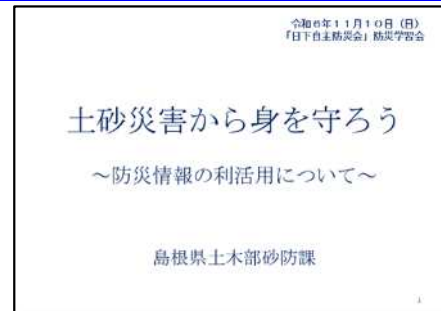 令和6年11月10日（日）
「日下自主防災会」防災学習会
土砂災害から身を守ろう
～防災情報の利活用について～
島根県土木部砂防課
1